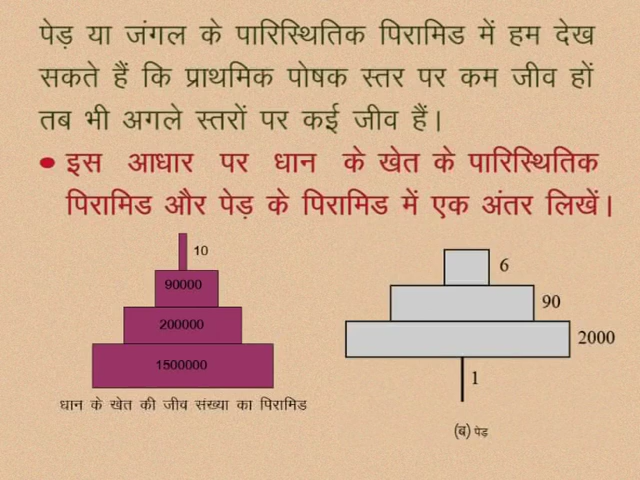 पेड़ या जंगल के पारिस्थितिक पिरामिड में हम देख
सकते हैं कि प्राथमिक पोषक स्तर पर कम जीव हों
तब भी अगले स्तरों पर कई जीव हैं।
इस आधार पर धान के खेत के पारिस्थितिक
पिरामिड और पेड़ के पिरामिड में एक अंतर लिखें।
10
90000
200000
1500000
धान के खेत की जीव संख्या का पिरामिड
6
90
2000
1
(ब) पेड़